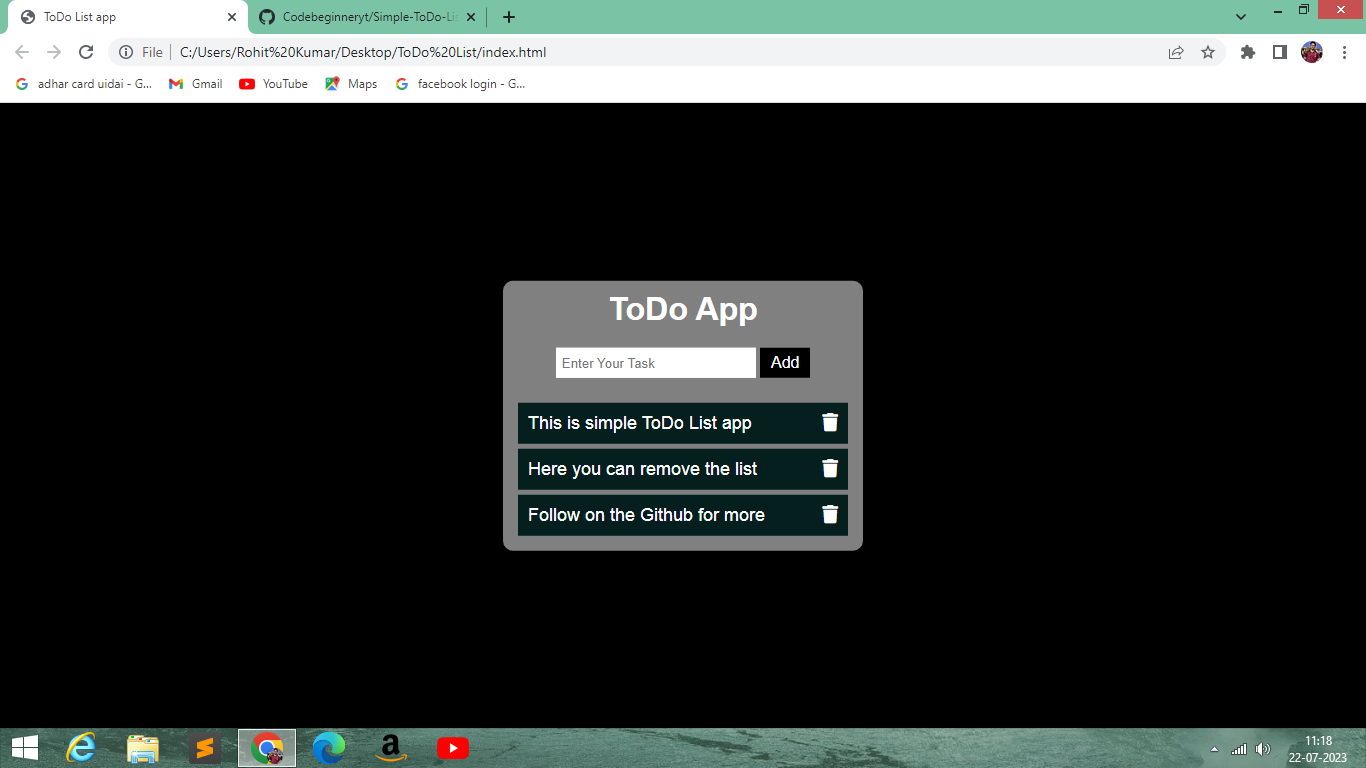 ToDo List app
Codebeginneryt/Simple-ToDo-Li
File
C:/Users/Rohit%20Kumar/Desktop/ToDo%20List/index.html
adhar card uidai - G...
Gmail
YouTube
Maps
facebook login - G...
ToDo App
Enter Your Task
Add
This is simple ToDo List app
Here you can remove the list
Follow on the Github for more
11:18
22-07-2023